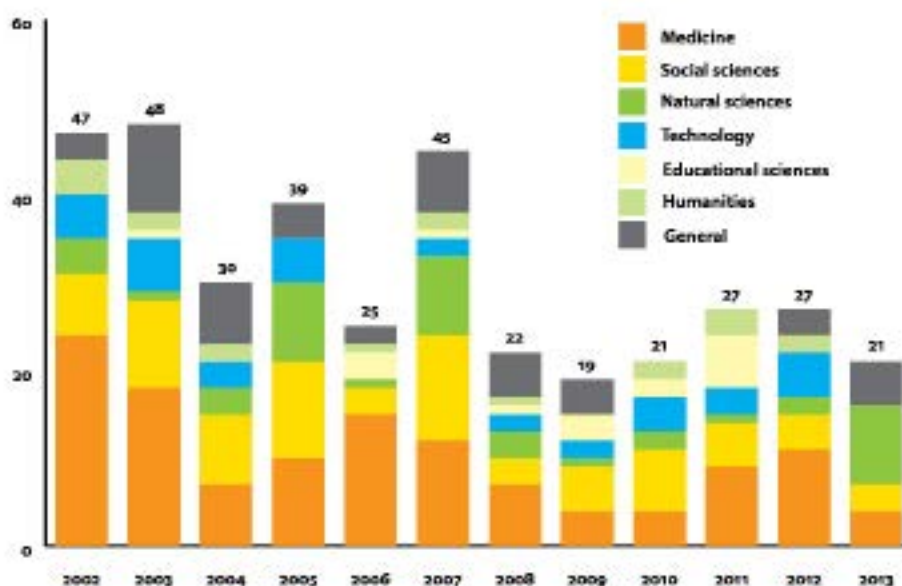 60
40
20
0
47
48
30
39
25
45
22
19
21
27
27
21
Medicine
Social sciences
Natural sciences
Technology
Educational sciences
Humanities
General
2002 2003 2004 2005 2006 2007 2008 2009 2010 2011 2012 2013